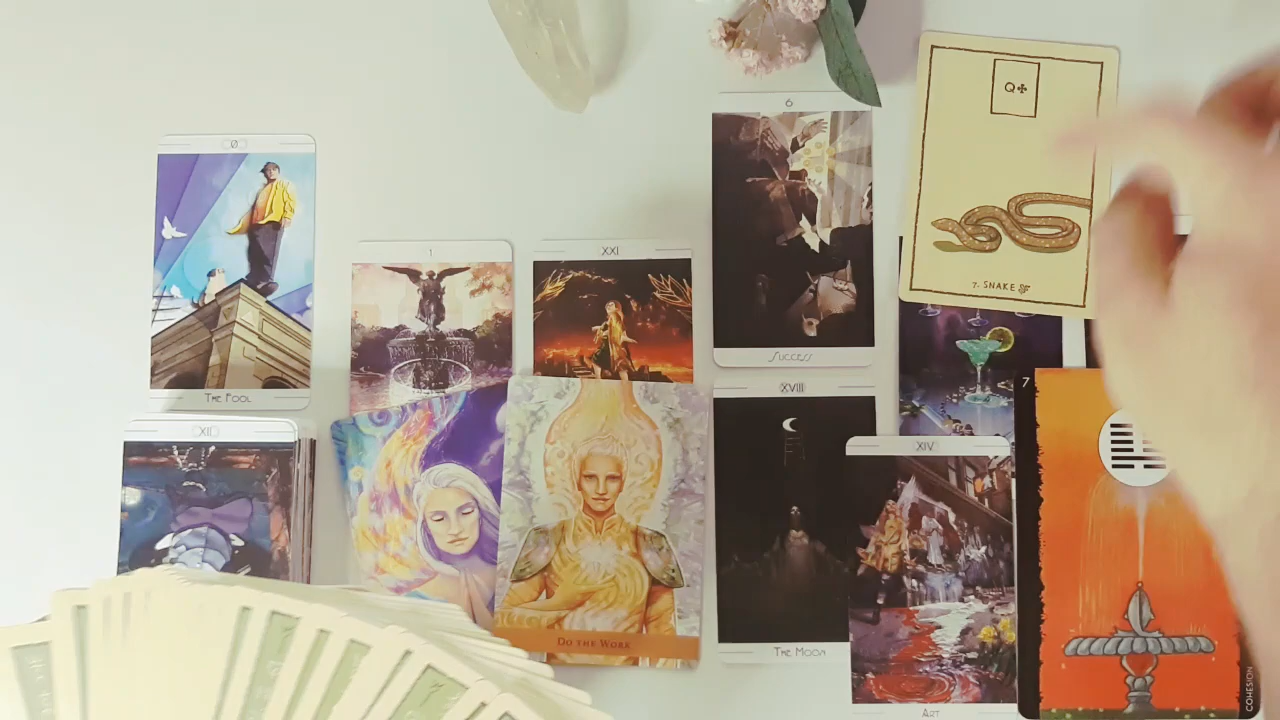 0
THE FOOL
XII
1
XXI
DO THE WORK
6
SUCCESS
XVIII
THE MOON
Q♣
7. SNAKE
XIV
ART
7
COHESION